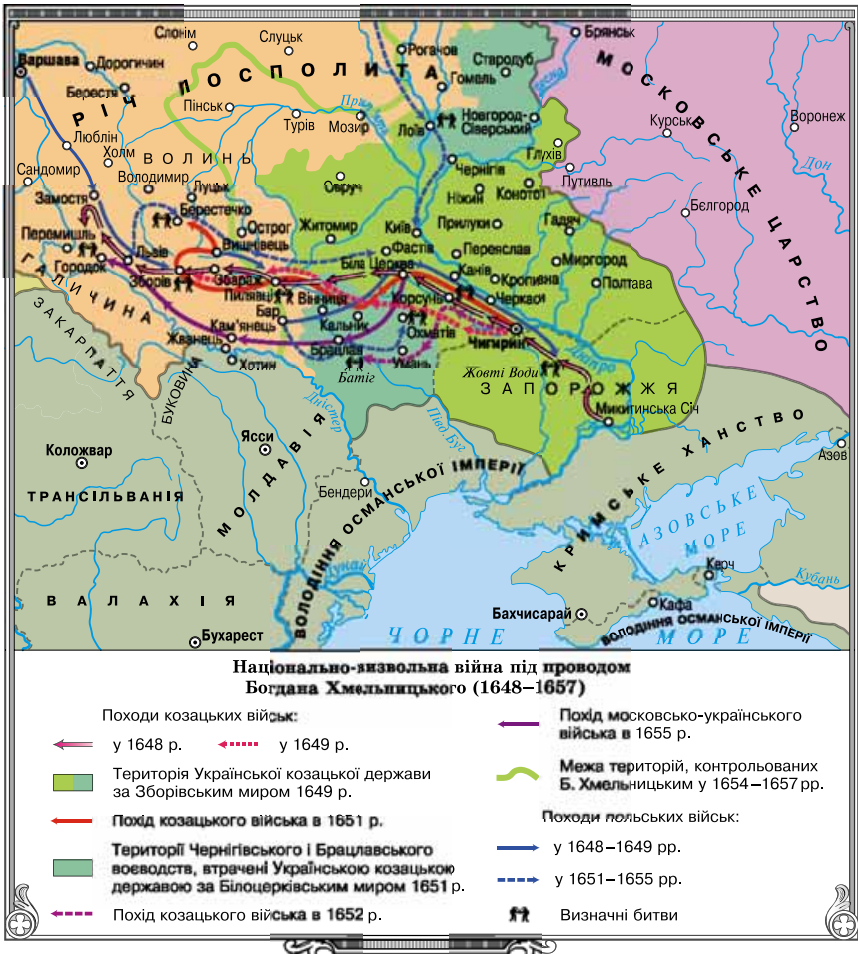 Слонім
Слуцьк
Рогачов
Стародуб
Брянськ
Варшава
Дорогичин
Гомель
МОСКОВСЬКЕ ЦАРСТВО
Берестя
РІЧ ПОСПОЛИТА
Пінськ
Турів
Мозир
Лоїв
Новгород-
Сіверський
Курськ
Воронеж
Люблін
Холм
ВОЛИНЬ
Чернігів
Глухів
Дон
Сандомир
Володимир
Луцьк
Овруч
Ніжин
Конотоп
Путивль
Замостя
Берестечко
Острог
Житомир
Київ
Прилуки
Гадяч
Бєлгород
Перемишль
Львів
Вишнівець
Фастів
Переяслав
Миргород
Городок
Зборів
Збараж
Біла Церква
Канів
Кропивна
Полтава
ГАЛИЧИНА
Пилявці
Вінниця
Корсунь
Черкаси
ЗАКАРПАТТЯ
Бар
Кам'янець
Кальник
Охматів
Чигирин
Дніпро
Жванець
Брацлав
Умань
Хотин
Батіг
Жовті Води
ЗАПОРОЖЖЯ
БУКОВИНА
Дністер
Півд. Буг
Микитинська Січ
Коложвар
Ясси
МОЛДАВІЯ
Азов
ТРАНСІЛЬВАНІЯ
Бендери
ВОЛОДІННЯ ОСМАНСЬКОЇ ІМПЕРІЇ
КРИМСЬКЕ ХАНСТВО
АЗОВСЬКЕ
МОРЕ
Дунай
Керч
Кубань
ВАЛАХІЯ
Бахчисарай
Кафа
Бухарест
ЧОРНЕ МОРЕ
ВОЛОДІННЯ ОСМАНСЬКОЇ ІМПЕРІЇ
Національно-визвольна війна під проводом
Богдана Хмельницького (1648–1657)
Походи козацьких військ:
у 1648 р.
у 1649 р.
Територія Української козацької держави
за Зборівським миром 1649 р.
Похід козацького війська в 1651 р.
Території Чернігівського і Брацлавського
воєводств, втрачені Українською козацькою
державою за Білоцерківським миром 1651 р.
Похід козацького війська в 1652 р.
Похід московсько-українського
війська в 1655 р.
Межа територій, контрольованих
Б. Хмельницьким у 1654–1657 рр.
Походи польських військ:
у 1648–1649 рр.
у 1651–1655 рр.
Визначні битви